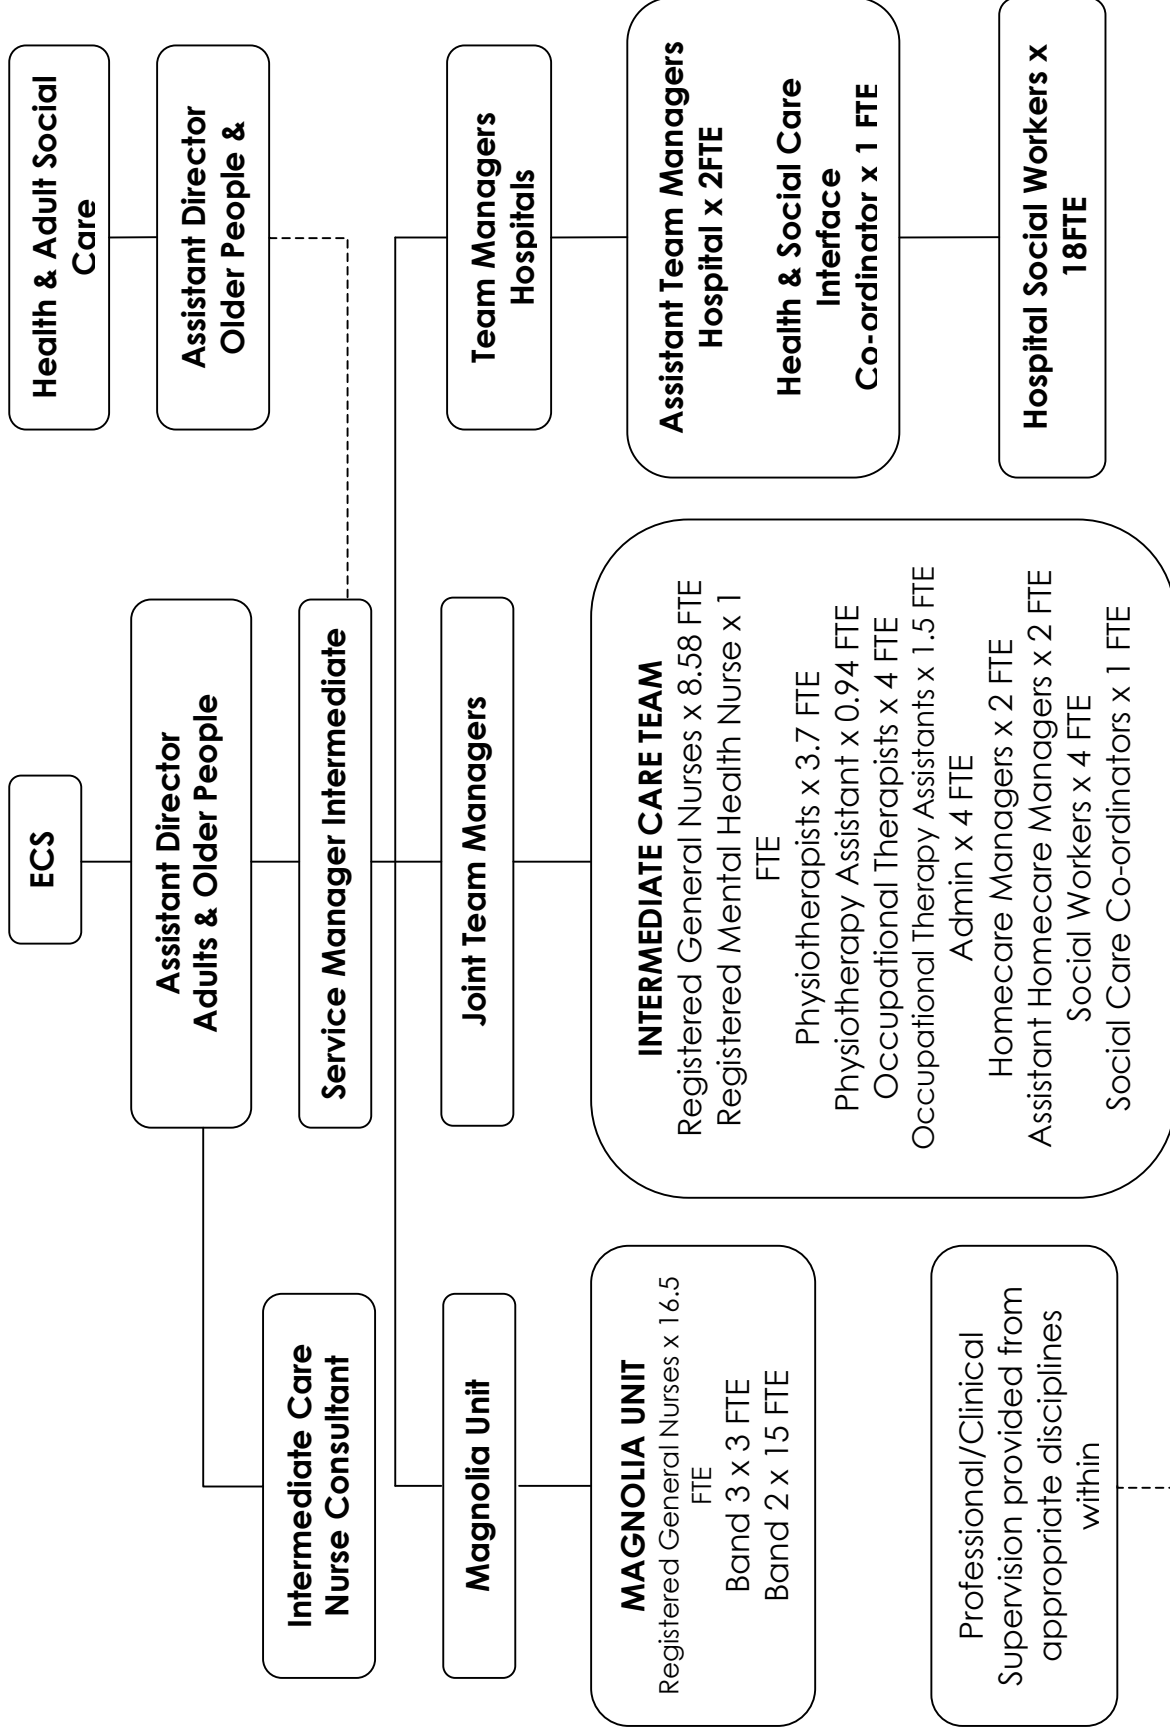 ECS
Health & Adult Social
Care
Assistant Director
Adults & Older People
Assistant Director
Older People &
Intermediate Care
Nurse Consultant
Service Manager Intermediate
Magnolia Unit
Joint Team Managers
Team Managers
Hospitals
MAGNOLIA UNIT
Registered General Nurses x 16.5
FTE
Band 3 x 3 FTE
Band 2 x 15 FTE
INTERMEDIATE CARE TEAM
Registered General Nurses x 8.58 FTE
Registered Mental Health Nurse x 1
FTE
Physiotherapists x 3.7 FTE
Physiotherapy Assistant x 0.94 FTE
Occupational Therapists x 4 FTE
Occupational Therapy Assistants x 1.5 FTE
Admin x 4 FTE
Homecare Managers x 2 FTE
Assistant Homecare Managers x 2 FTE
Social Workers x 4 FTE
Social Care Co-ordinators x 1 FTE
Assistant Team Managers
Hospital x 2FTE
Health & Social Care
Interface
Co-ordinator x 1 FTE
Professional/Clinical
Supervision provided from
appropriate disciplines
within
Hospital Social Workers x
18FTE